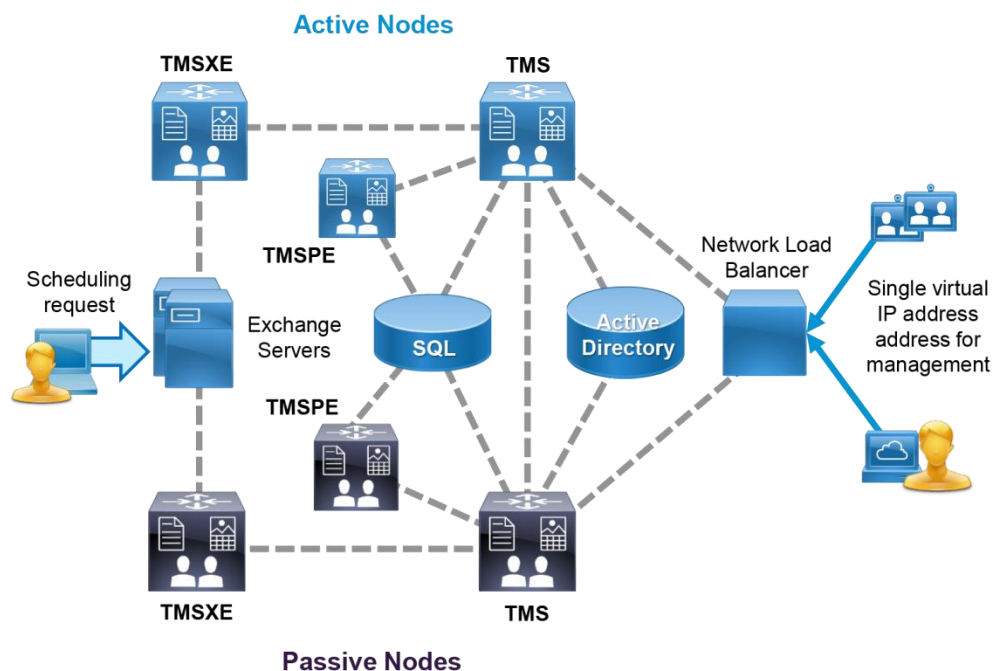 Active Nodes
TMSXE
TMS
TMSPE
Network Load
Balancer
Scheduling
request
Exchange
Servers
SQL
Active
Directory
Single virtual
IP address
address for
management
TMSPE
TMSXE
TMS
Passive Nodes